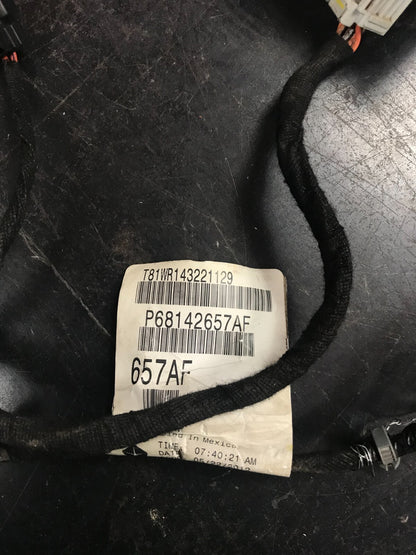 T81WR143221129
P68142657AF
657AF
in Mexico
TIME 07:40:21 AM
DATE